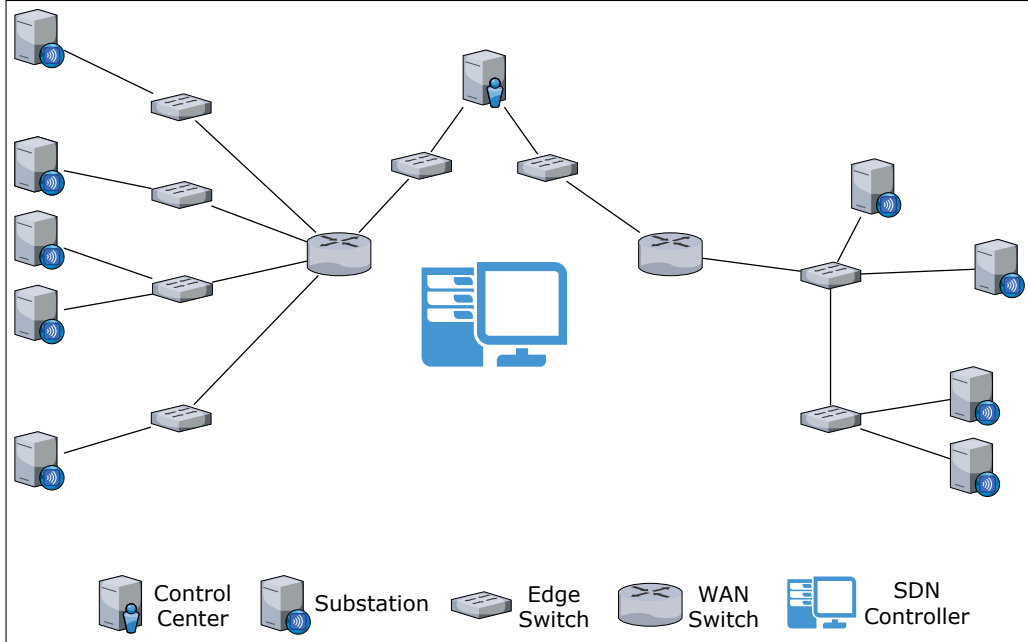 Control
Center
Substation
Edge
Switch
WAN
Switch
SDN
Controller